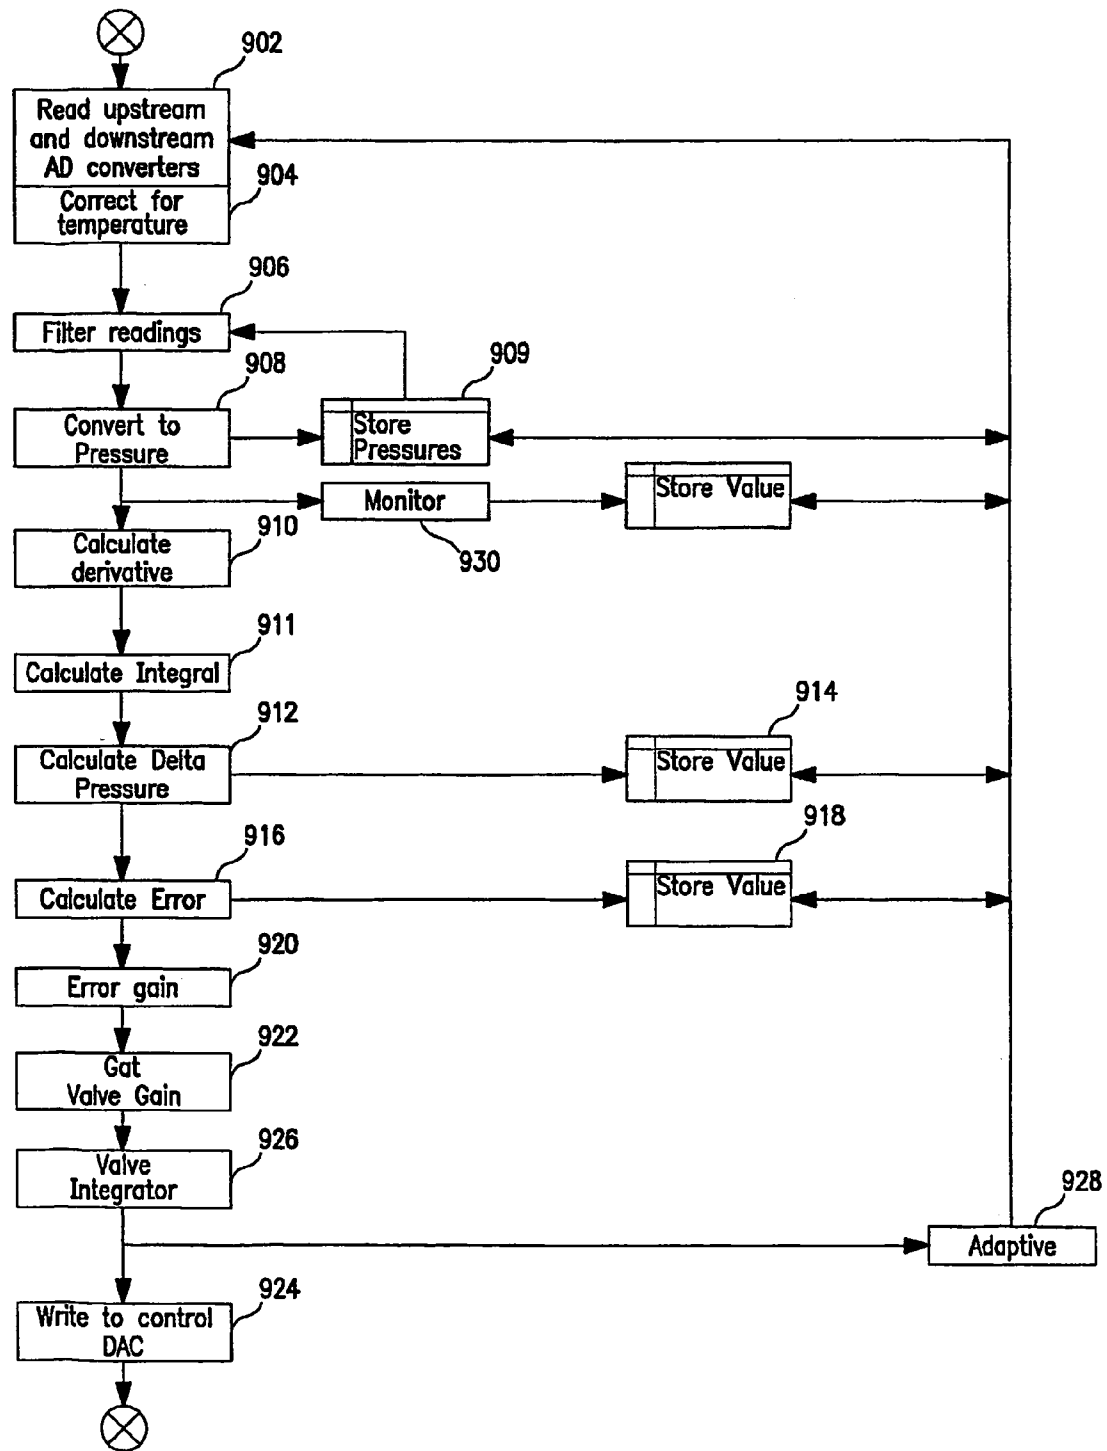 902
Read upstream
and downstream
AD converters
904
Correct for
temperature
906
Filter readings
908
Convert to
Pressure
909
Store
Pressures
Monitor
930
Store Value
910
Calculate
derivative
911
Calculate Integral
912
Calculate Delta
Pressure
914
Store Value
916
Calculate Error
918
Store Value
920
Error gain
922
Gat
Valve Gain
926
Valve
Integrator
928
Adaptive
924
Write to control
DAC